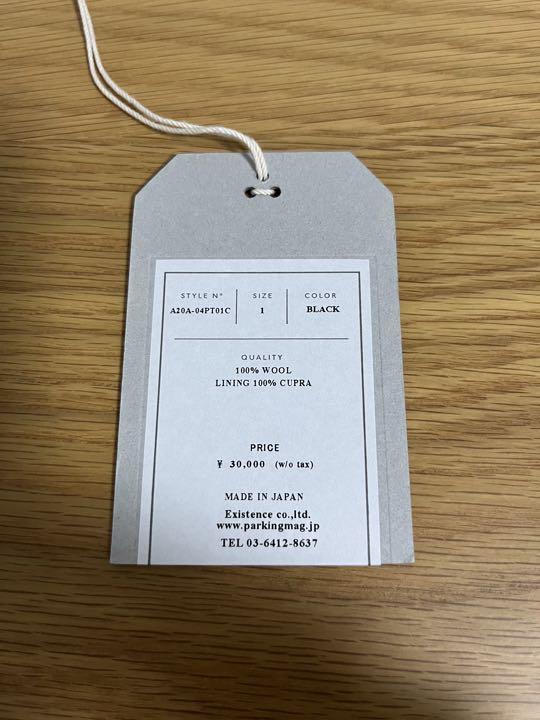 STYLE Nº SIZE COLOR
A20A-04PT01C 1 BLACK
QUALITY
100% WOOL
LINING 100% CUPRA
PRICE
¥ 30,000 (w/o tax)
MADE IN JAPAN
Existence co.,ltd.
www.parkingmag.jp
TEL 03-6412-8637